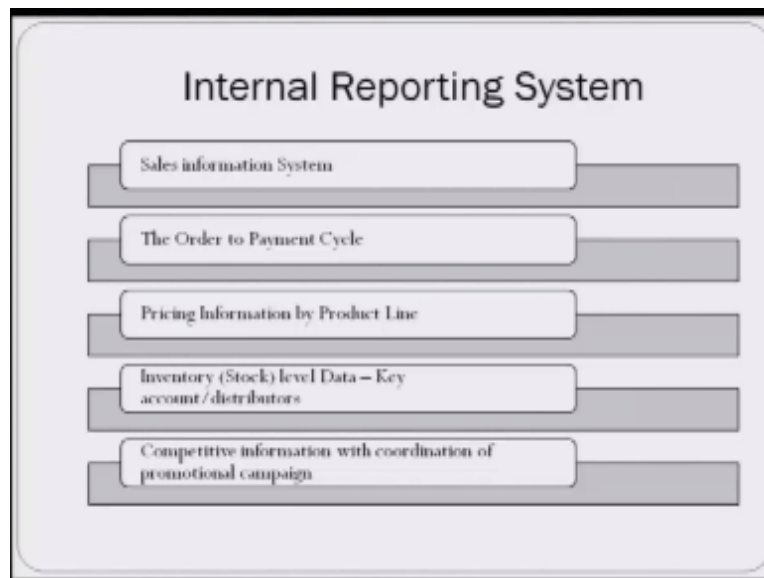 Internal Reporting System
Sales information System
The Order to Payment Cycle
Pricing Information by Product Line
Inventory (Stock) level Data – Key
account/distributors
Competitive information with coordination of
promotional campaign